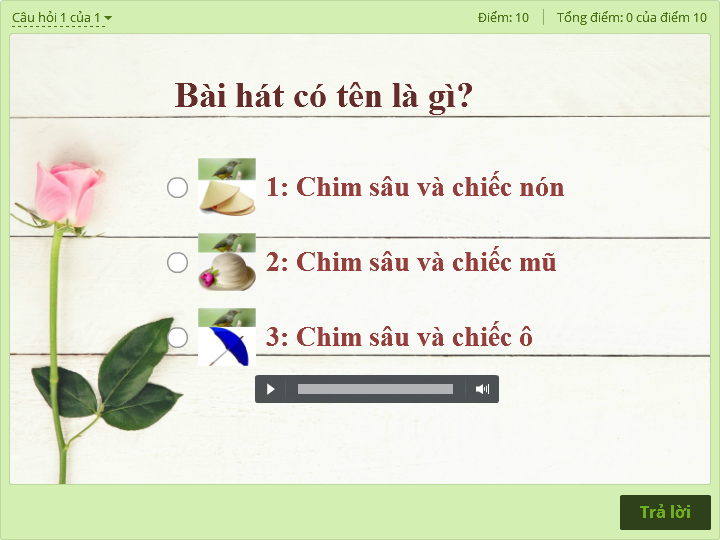 Câu hỏi 1 của 1
Điểm: 10
Tổng điểm: 0 của điểm 10
Bài hát có tên là gì?
1: Chim sâu và chiếc nón
2: Chim sâu và chiếc mũ
3: Chim sâu và chiếc ô
Trả lời